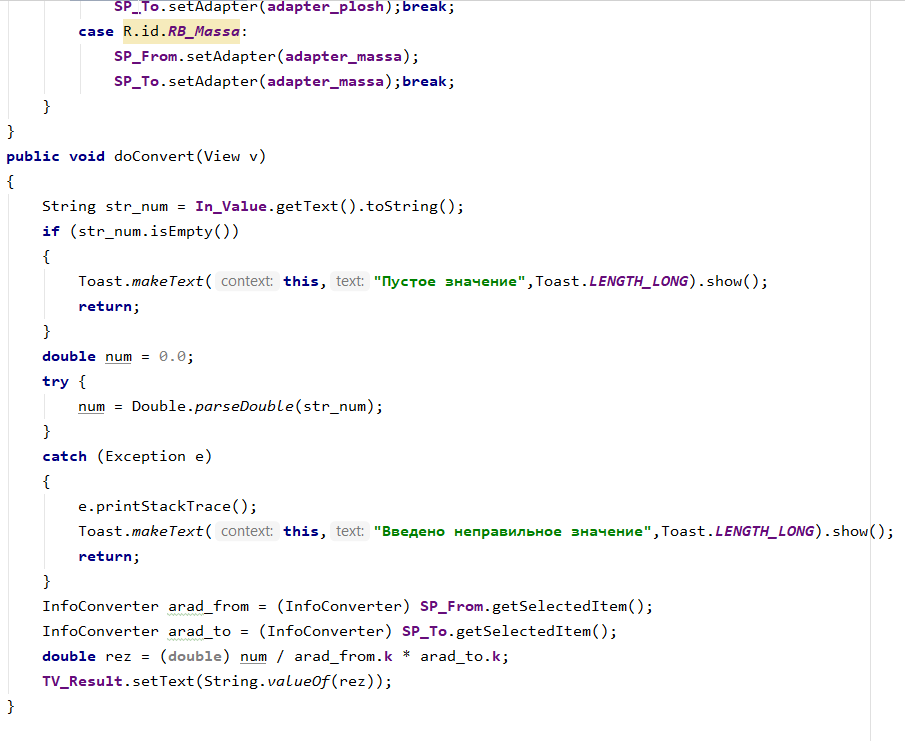 SP_To.setAdapter(adapter_plosh);break;
case R.id.RB_Massa:
SP_From.setAdapter(adapter_massa);
SP_To.setAdapter(adapter_massa);break;
}
}
public void doConvert(View v)
{
String str_num = In_Value.getText().toString();
if (str_num.isEmpty())
{
Toast.makeText( context: this, text: "Пустое значение",Toast.LENGTH_LONG).show();
return;
}
double num = 0.0;
try {
num = Double.parseDouble(str_num);
}
catch (Exception e)
{
e.printStackTrace();
Toast.makeText( context: this, text: "Введено неправильное значение",Toast.LENGTH_LONG).show();
return;
}
InfoConverter arad_from = (InfoConverter) SP_From.getSelectedItem();
InfoConverter arad_to = (InfoConverter) SP_To.getSelectedItem();
double rez = (double) num / arad_from.k * arad_to.k;
TV_Result.setText(String.valueOf(rez));
}